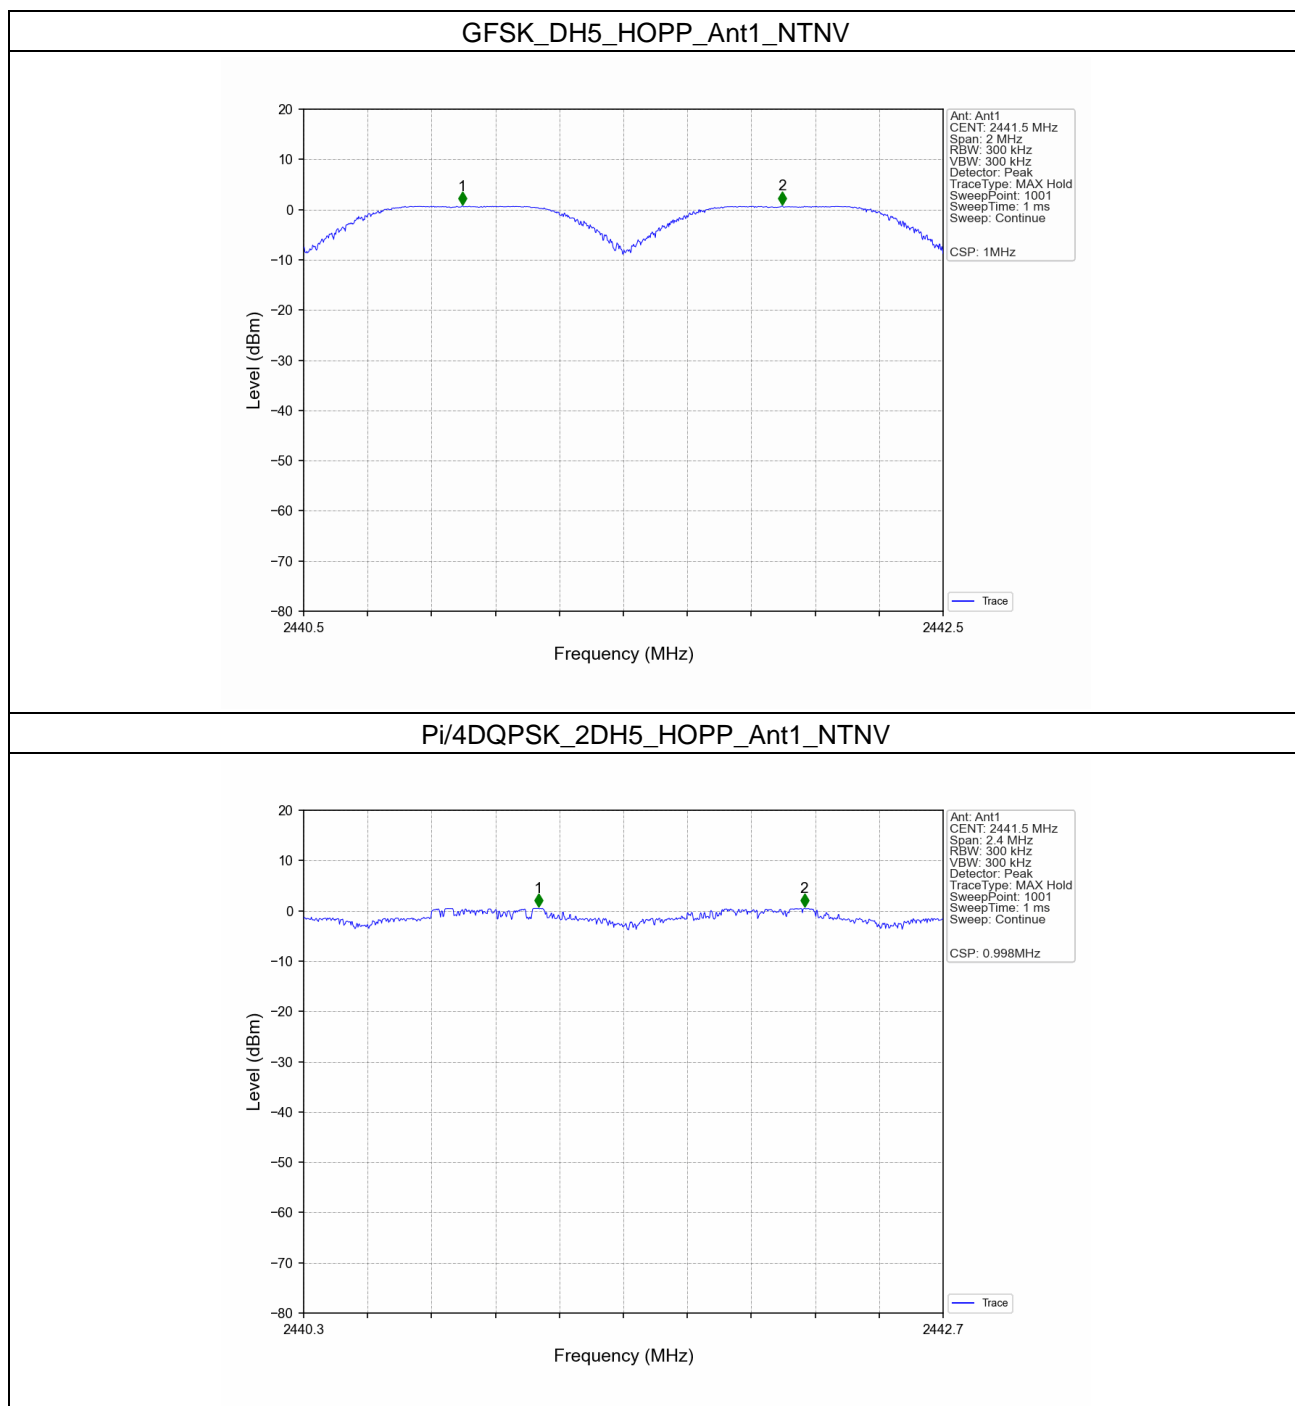 GFSK_DH5_HOPP_Ant1_NTNV
20
10
0
−10
−20
−30
−40
−50
−60
−70
−80
Level (dBm)
1
2
2440.5
2442.5
Frequency (MHz)
Ant: Ant1
CENT: 2441.5 MHz
Span: 2 MHz
RBW: 300 kHz
VBW: 300 kHz
Detector: Peak
TraceType: MAX Hold
SweepPoint: 1001
SweepTime: 1 ms
Sweep: Continue
CSP: 1MHz
Trace
Pi/4DQPSK_2DH5_HOPP_Ant1_NTNV
20
10
0
−10
−20
−30
−40
−50
−60
−70
−80
Level (dBm)
1
2
2440.3
2442.7
Frequency (MHz)
Ant: Ant1
CENT: 2441.5 MHz
Span: 2.4 MHz
RBW: 300 kHz
VBW: 300 kHz
Detector: Peak
TraceType: MAX Hold
SweepPoint: 1001
SweepTime: 1 ms
Sweep: Continue
CSP: 0.998MHz
Trace